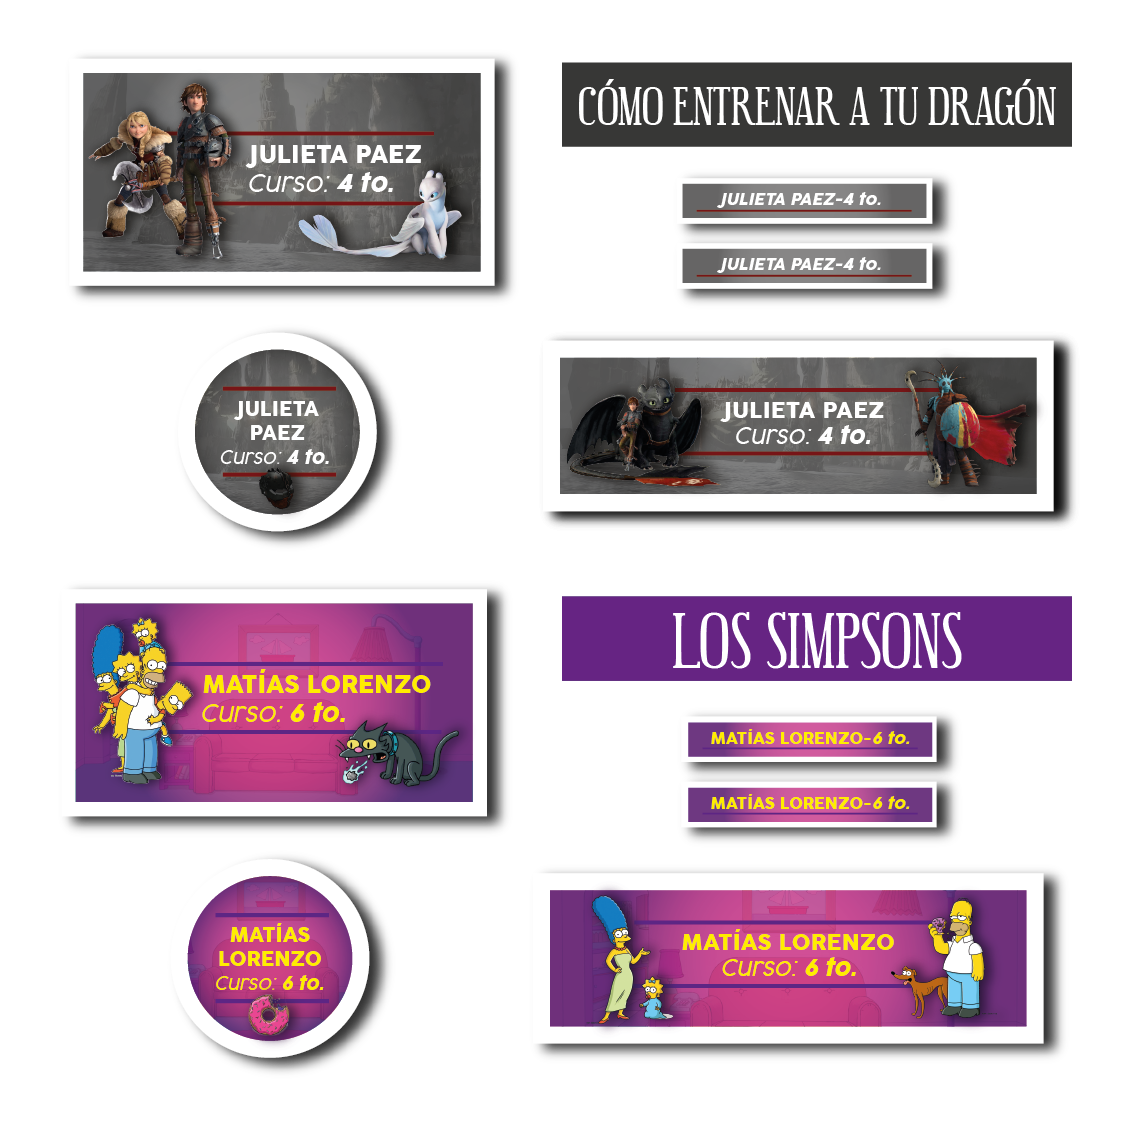 CÓMO ENTRENAR A TU DRAGÓN
JULIETA PAEZ
Curso: 4 to.
JULIETA PAEZ-4 to.
JULIETA PAEZ-4 to.
JULIETA
PAEZ
Curso: 4 to.
JULIETA PAEZ
Curso: 4 to.
LOS SIMPSONS
MATÍAS LORENZO
Curso: 6 to.
MATÍAS LORENZO-6 to.
MATÍAS LORENZO-6 to.
MATÍAS
LORENZO
Curso: 6 to.
MATÍAS LORENZO
Curso: 6 to.